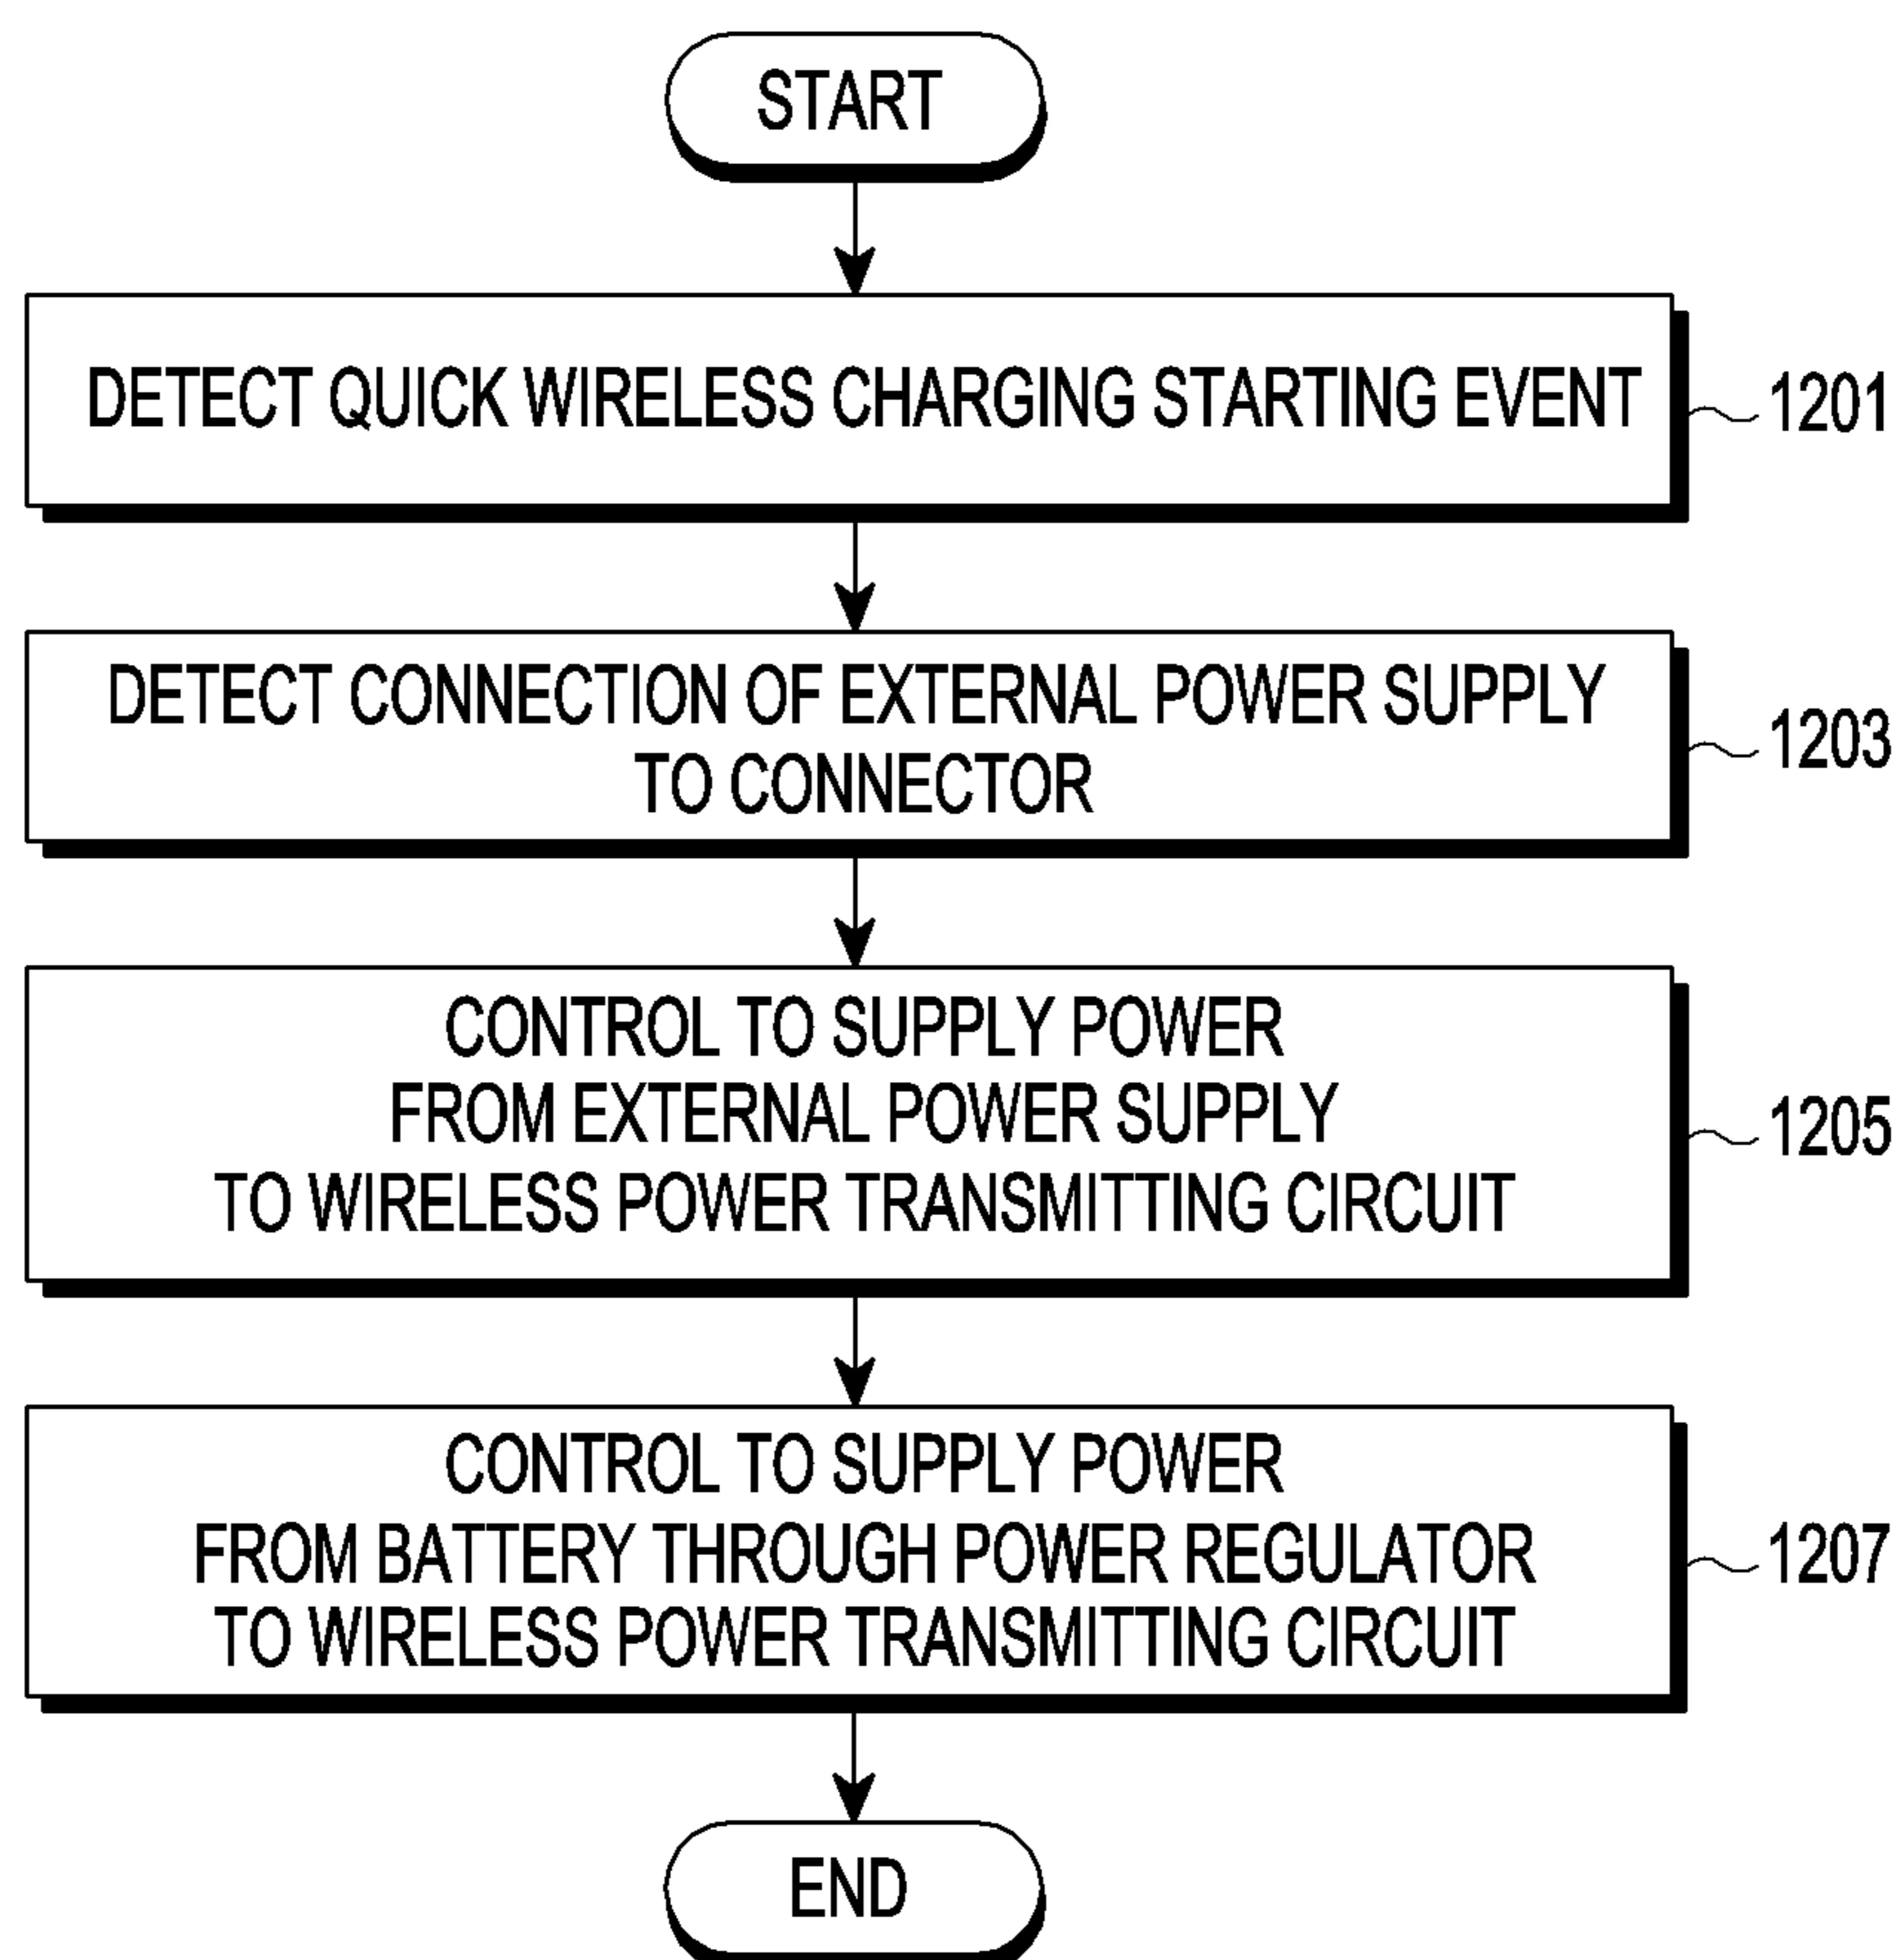 START
DETECT QUICK WIRELESS CHARGING STARTING EVENT
1201
DETECT CONNECTION OF EXTERNAL POWER SUPPLY
TO CONNECTOR
1203
CONTROL TO SUPPLY POWER
FROM EXTERNAL POWER SUPPLY
TO WIRELESS POWER TRANSMITTING CIRCUIT
1205
CONTROL TO SUPPLY POWER
FROM BATTERY THROUGH POWER REGULATOR
TO WIRELESS POWER TRANSMITTING CIRCUIT
1207
END